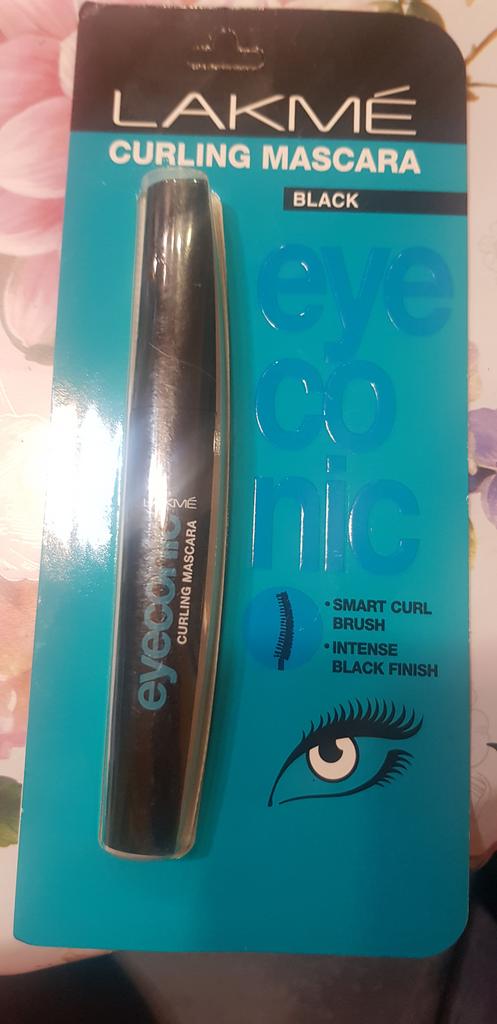 LAKMÉ
CURLING MASCARA
BLACK
eye
co
nic
• SMART CURL
BRUSH
• INTENSE
BLACK FINISH
LAKMÉ
eyeconic
CURLING MASCARA